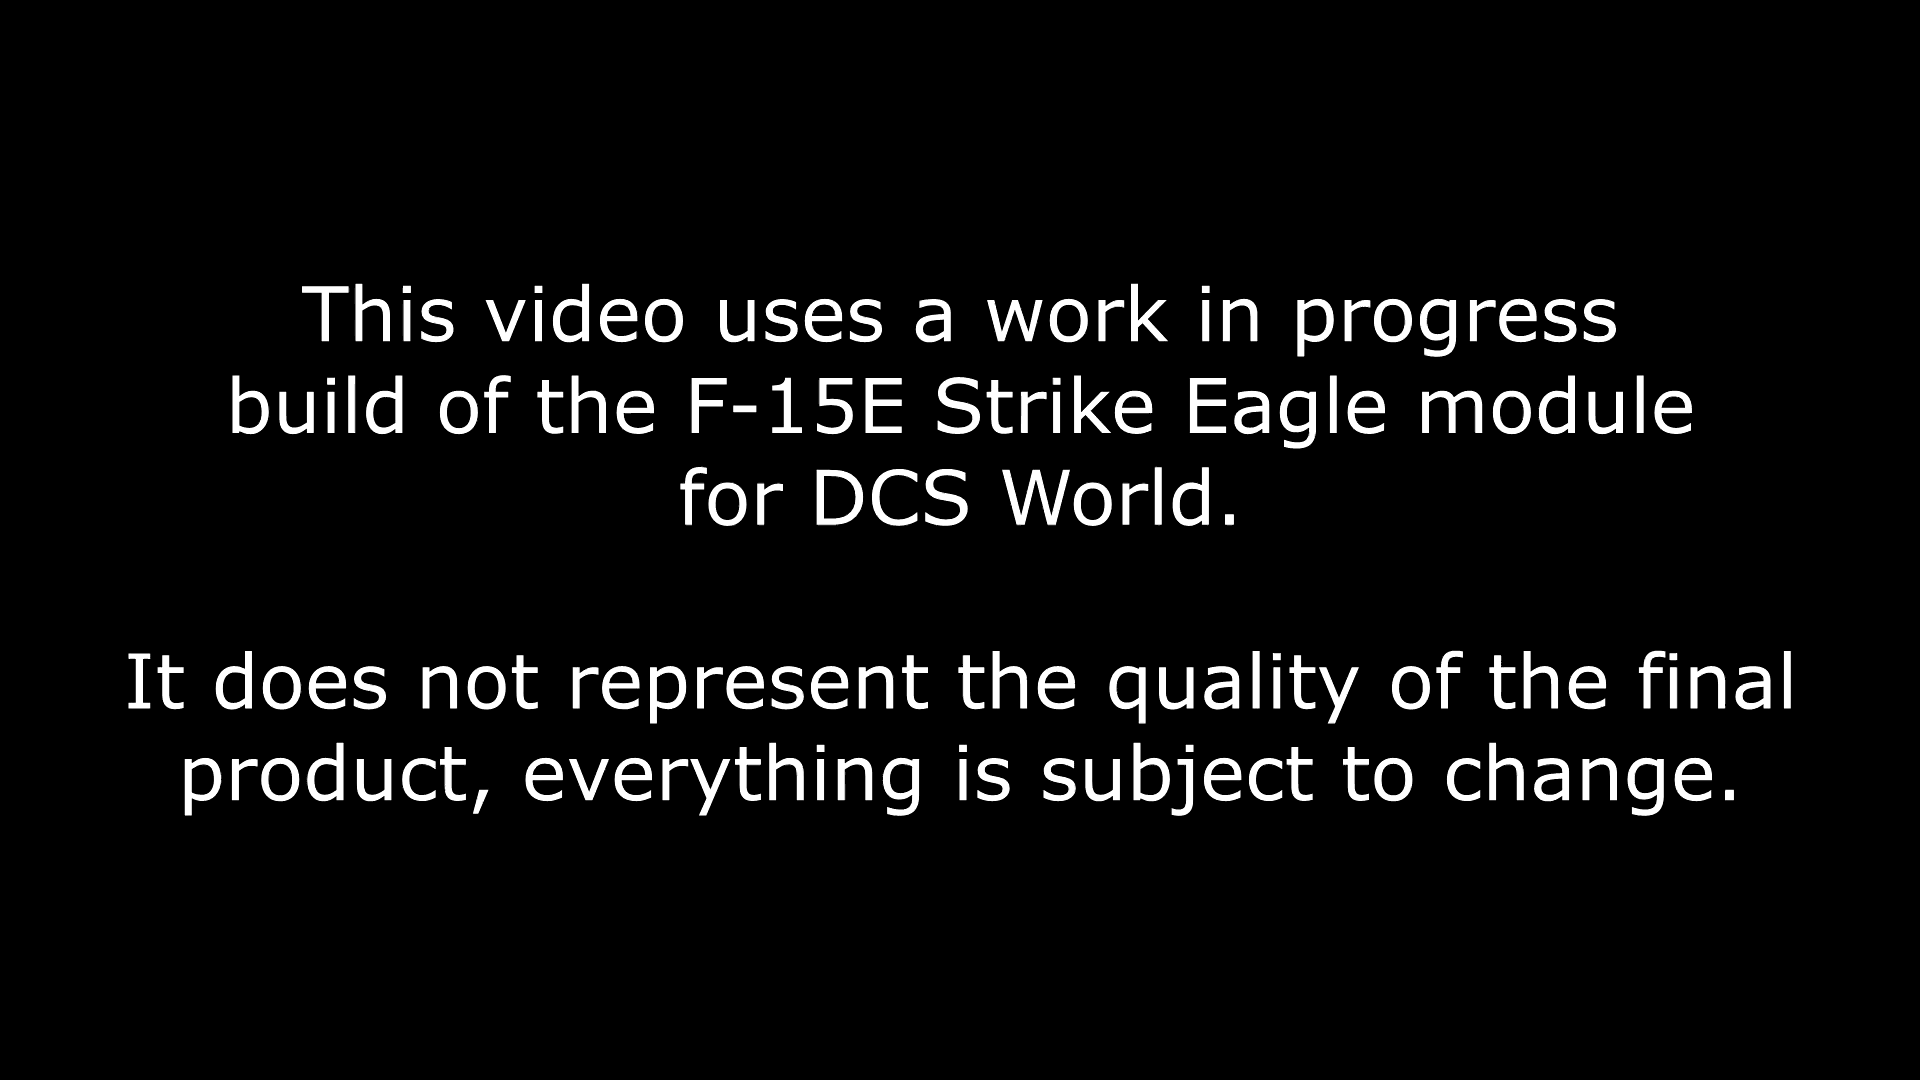 This video uses a work in progress
build of the F-15E Strike Eagle module
for DCS World.
It does not represent the quality of the final
product, everything is subject to change.